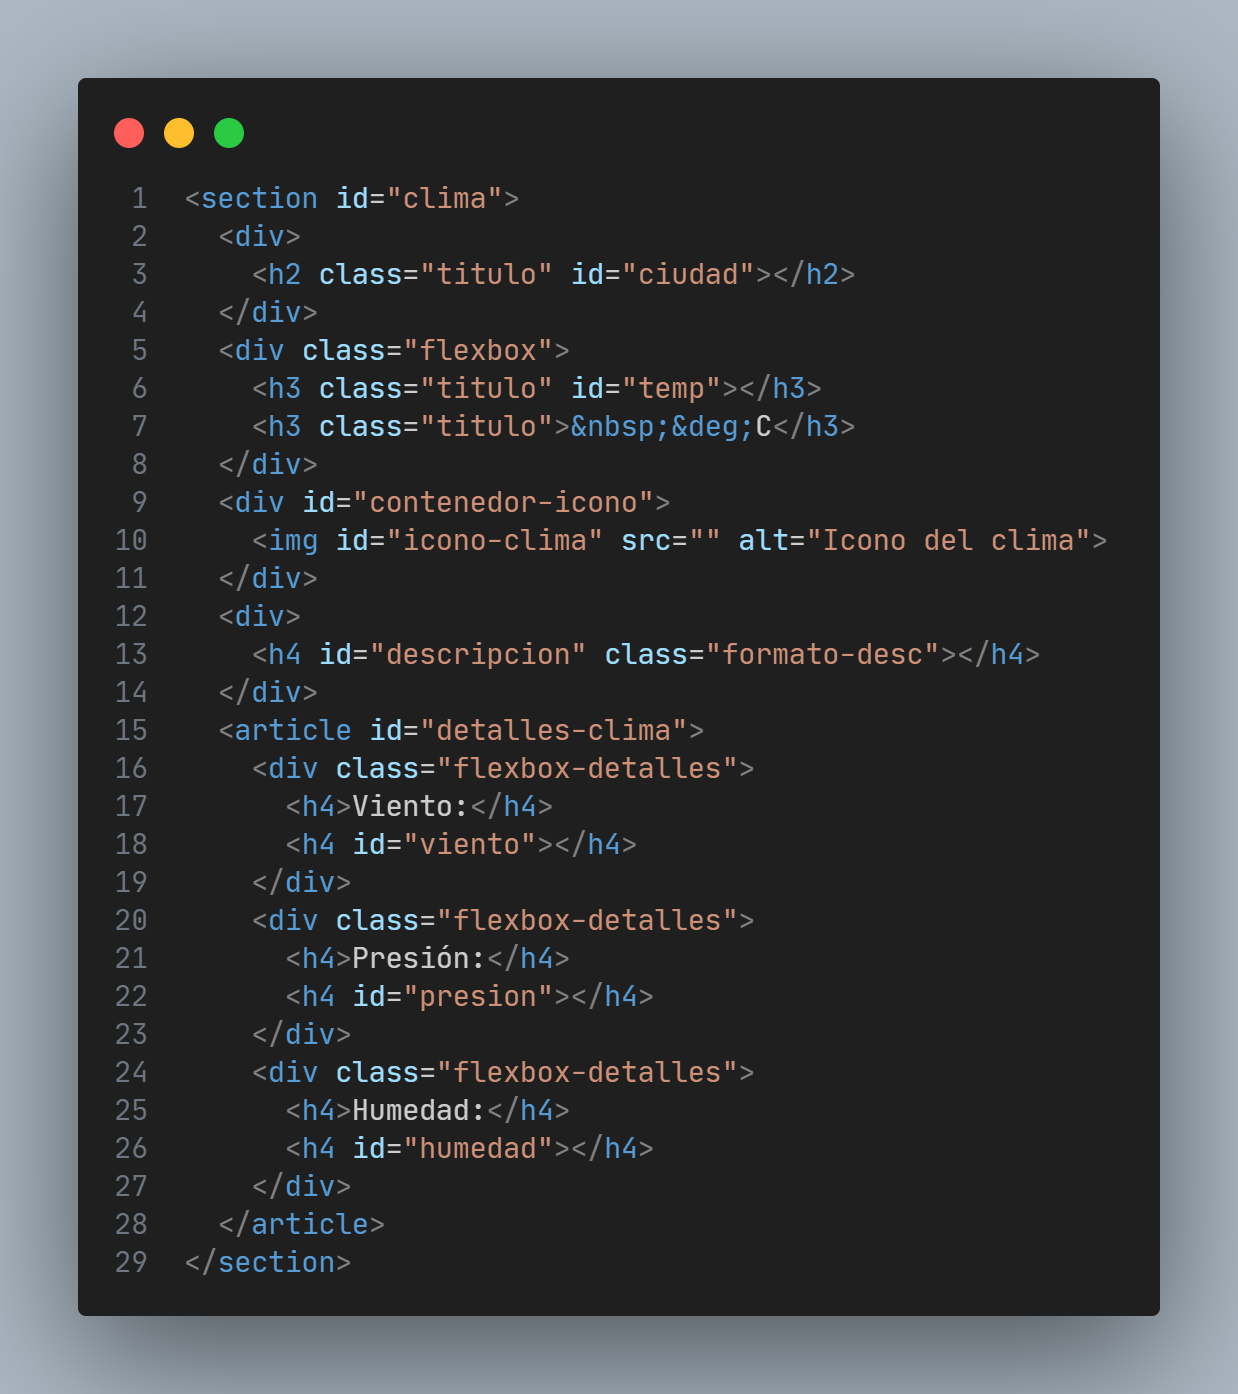 1 <section id="clima">
2   <div>
3     <h2 class="titulo" id="ciudad"></h2>
4   </div>
5   <div class="flexbox">
6     <h3 class="titulo" id="temp"></h3>
7     <h3 class="titulo">&nbsp;&deg;C</h3>
8   </div>
9   <div id="contenedor-icono">
10     <img id="icono-clima" src="" alt="Icono del clima">
11   </div>
12   <div>
13     <h4 id="descripcion" class="formato-desc"></h4>
14   </div>
15   <article id="detalles-clima">
16     <div class="flexbox-detalles">
17       <h4>Viento:</h4>
18       <h4 id="viento"></h4>
19     </div>
20     <div class="flexbox-detalles">
21       <h4>Presión:</h4>
22       <h4 id="presion"></h4>
23     </div>
24     <div class="flexbox-detalles">
25       <h4>Humedad:</h4>
26       <h4 id="humedad"></h4>
27     </div>
28   </article>
29 </section>